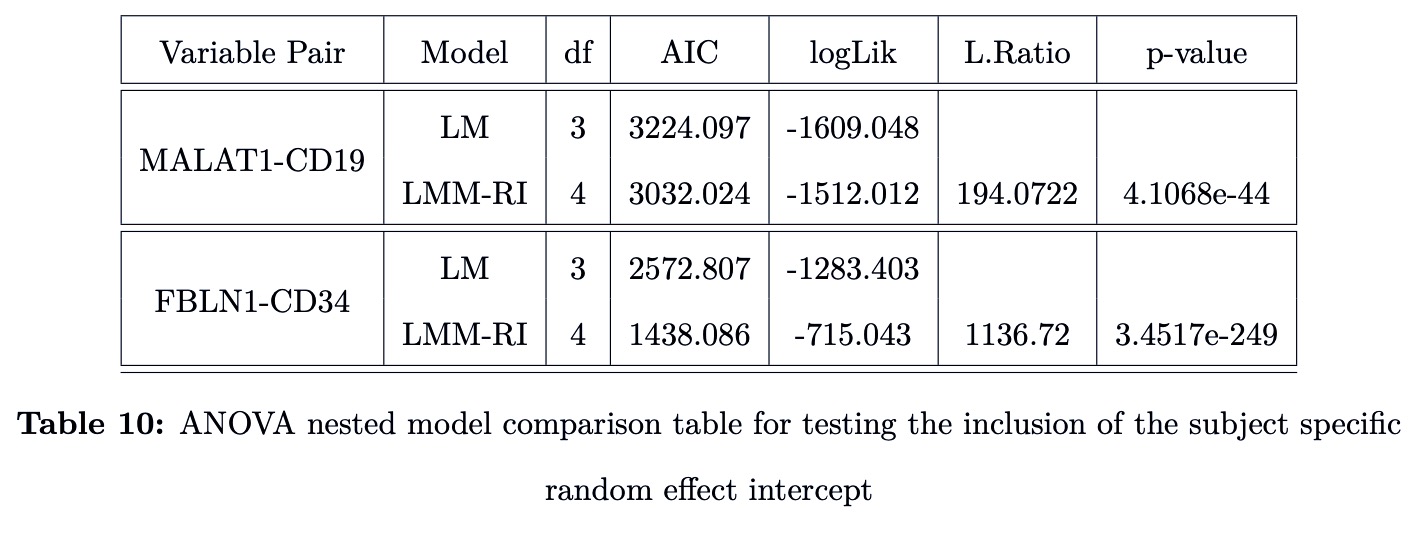 Variable Pair Model df AIC logLik L.Ratio p-value
LM 3 3224.097 -1609.048
MALAT1-CD19
LMM-RI 4 3032.024 -1512.012 194.0722 4.1068e-44
LM 3 2572.807 -1283.403
FBLN1-CD34
LMM-RI 4 1438.086 -715.043 1136.72 3.4517e-249
Table 10: ANOVA nested model comparison table for testing the inclusion of the subject specific
random effect intercept